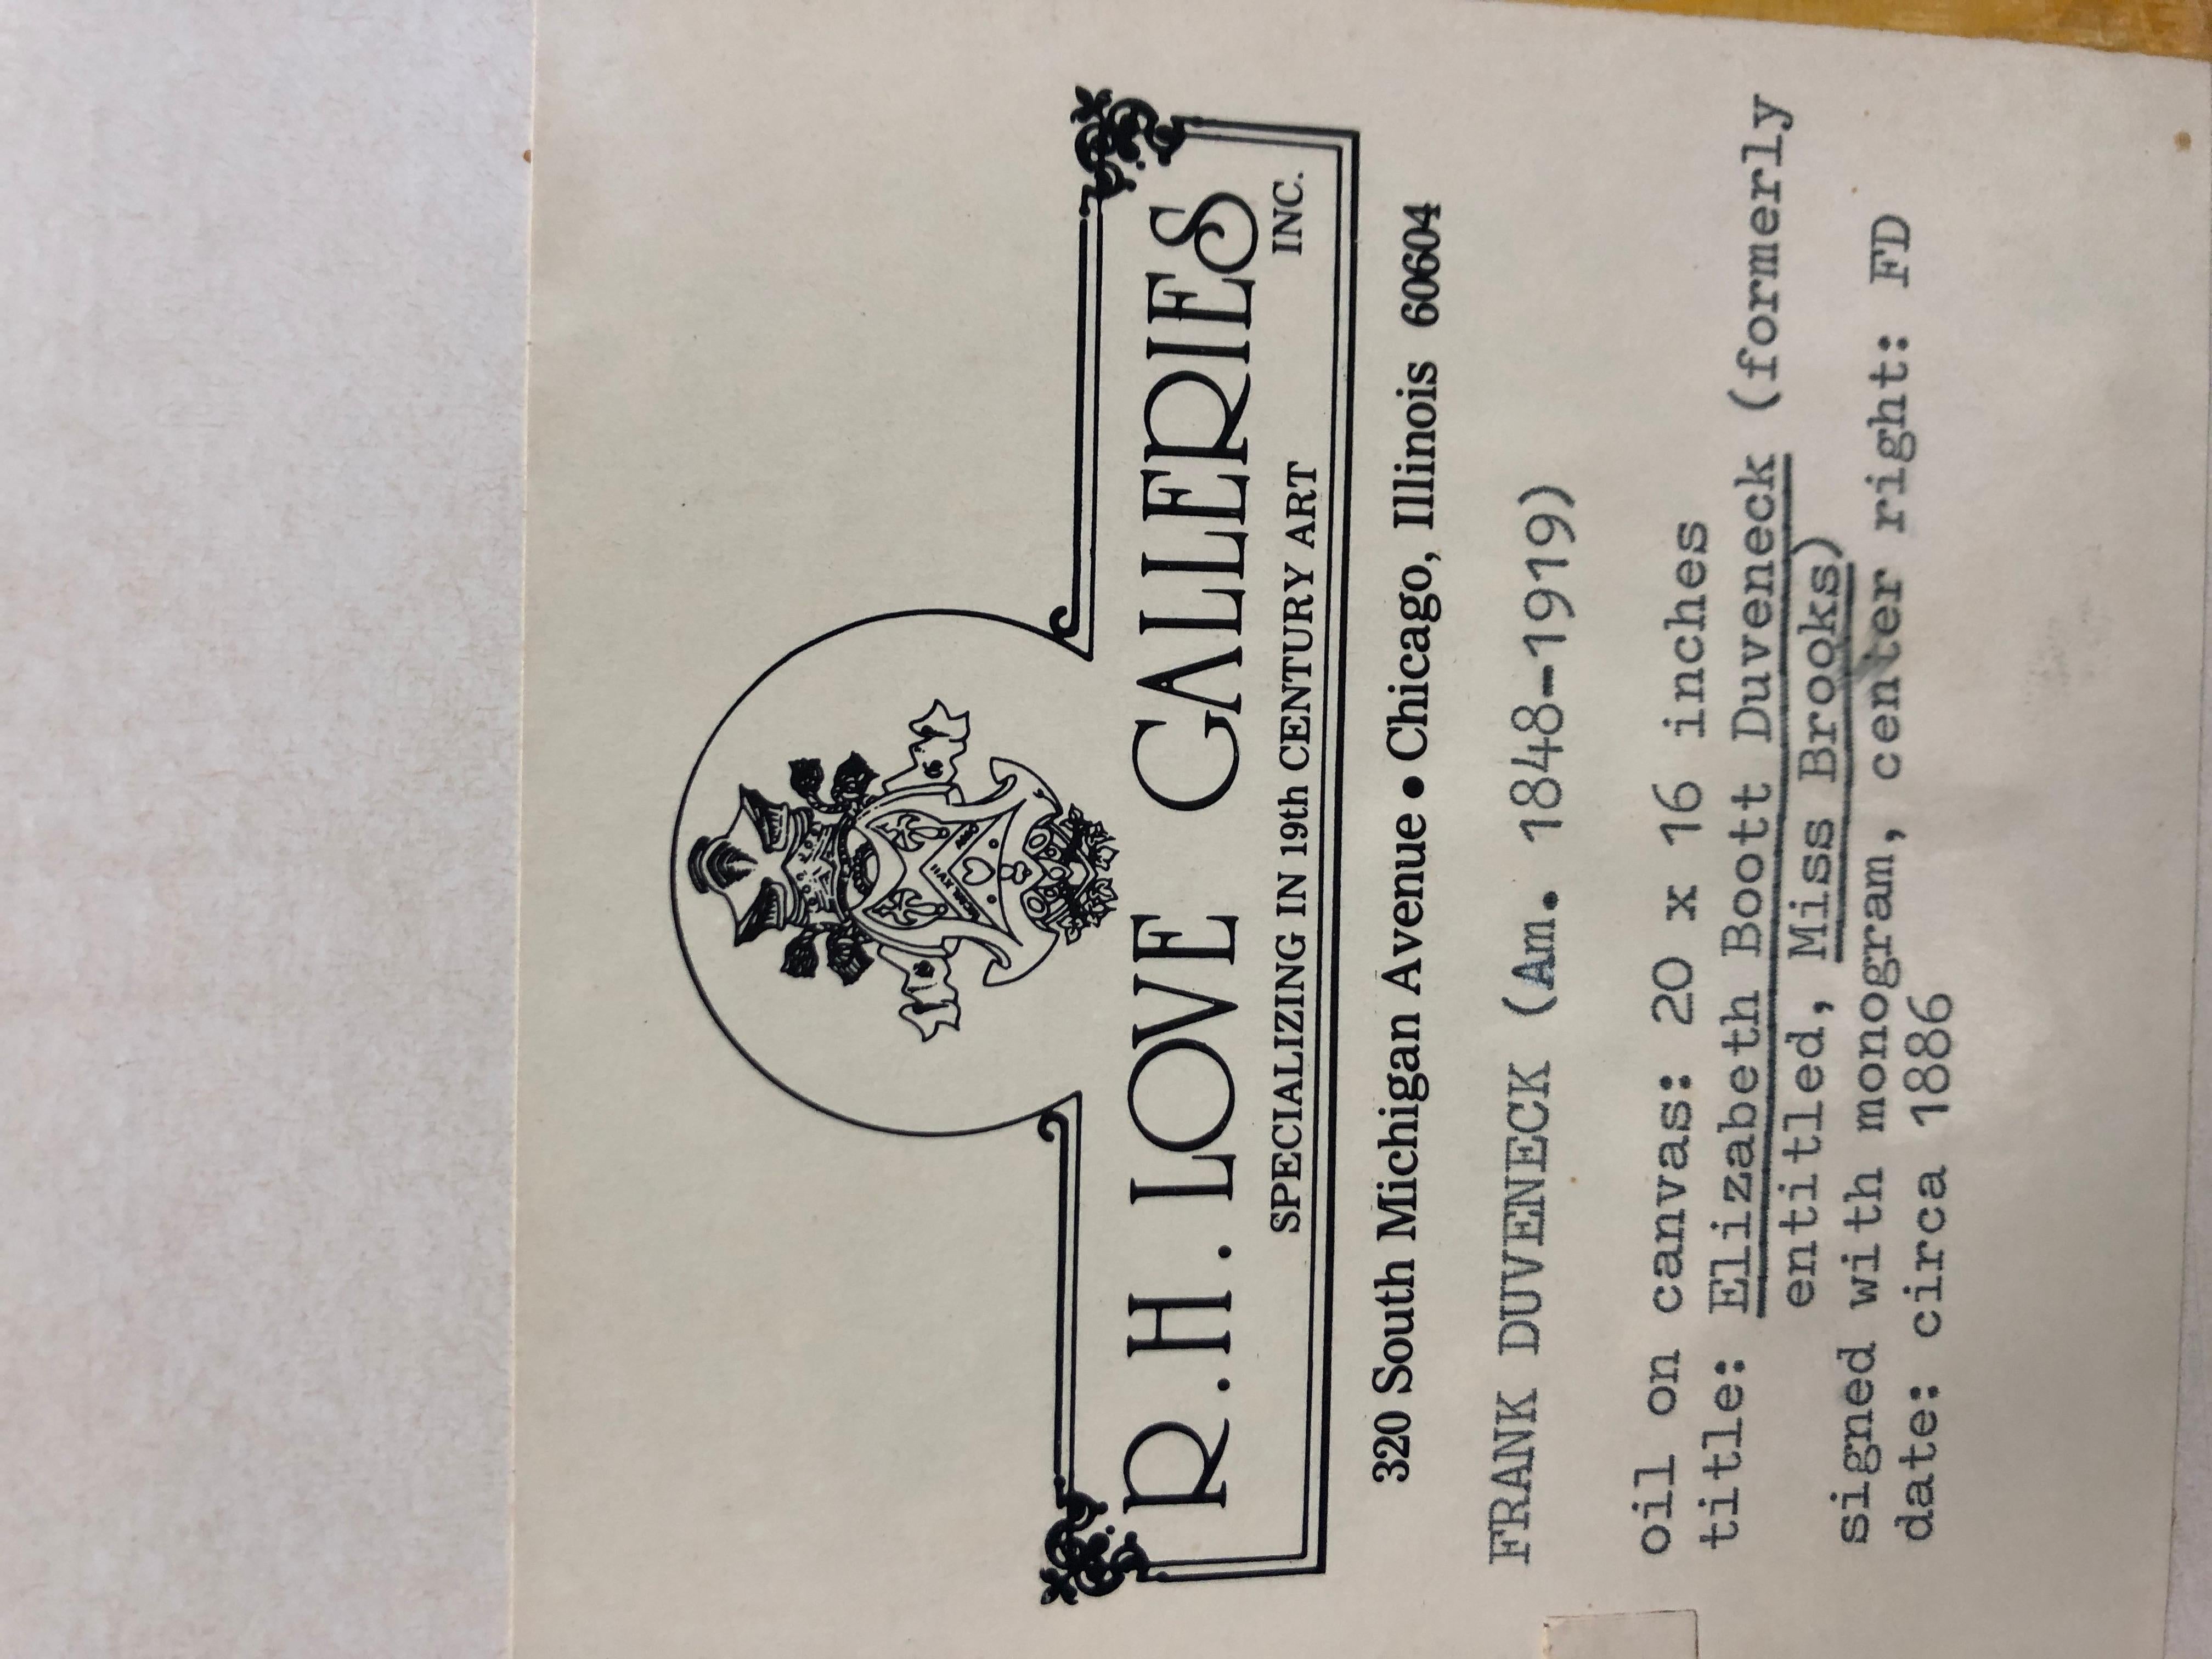 R.H. LOVE GALLERIES
INC.
SPECIALIZING IN 19th CENTURY ART
320 South Michigan Avenue • Chicago, Illinois 60604
FRANK DUVENECK (Am. 1848-1919)
oil on canvas: 20 x 16 inches
title: Elizabeth Boott Duveneck (formerly
entitled, Miss Brooks)
signed with monogram, center right: FD
date: circa 1886